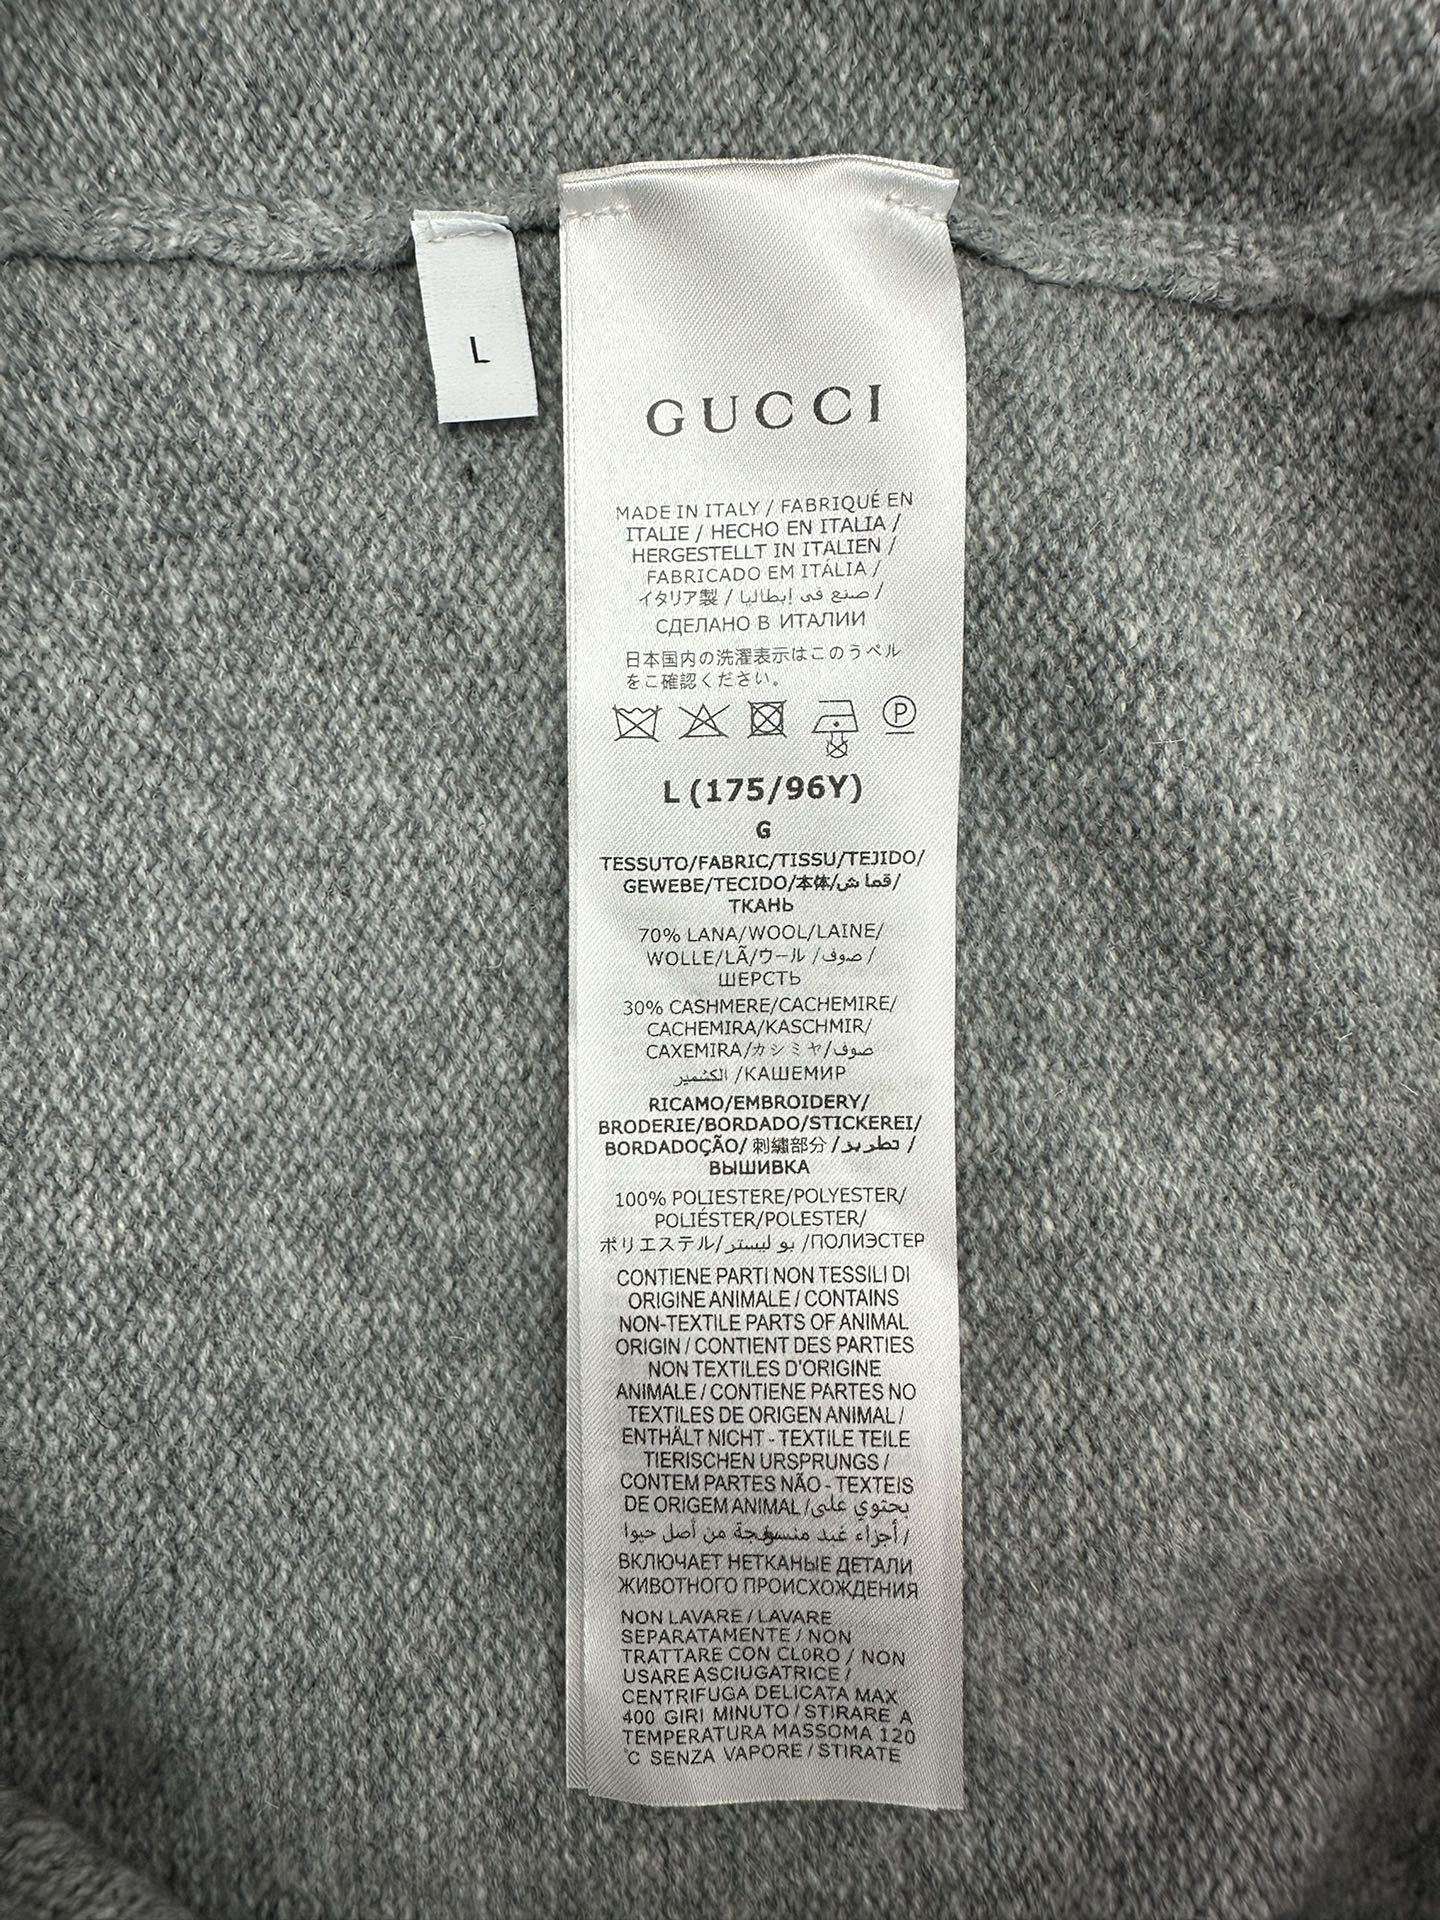 L
GUCCI
MADE IN ITALY / FABRIQUÉ EN
ITALIE / HECHO EN ITALIA /
HERGESTELLT IN ITALIEN /
FABRICADO EM ITÁLIA /
イタリア製 / صنع في إيطاليا /
СДЕЛАНО В ИТАЛИИ
日本国内の洗濯表示はこのうペル
をご確認ください。
P
L (175/96Y)
G
TESSUTO/FABRIC/TISSU/TEJIDO/
GEWEBE/TECIDO/本体/قماش/
ТКАНЬ
70% LANA/WOOL/LAINE/
WOLLE/LÃ/ウール /صوف /
ШЕРСТЬ
30% CASHMERE/CACHEMIRE/
CACHEMIRA/KASCHMIR/
CAXEMIRA/カシミヤ/صوف
الكشمير /КАШЕМИР
RICAMO/EMBROIDERY/
BRODERIE/BORDADO/STICKEREI/
BORDADOÇÃO/ 刺繍部分 /تطريز /
ВЫШИВКА
100% POLIESTERE/POLYESTER/
POLIÉSTER/POLESTER/
ポリエステル/بو ليستر /ПОЛИЭСТЕР
CONTIENE PARTI NON TESSILI DI
ORIGINE ANIMALE / CONTAINS
NON-TEXTILE PARTS OF ANIMAL
ORIGIN / CONTIENT DES PARTIES
NON TEXTILES D'ORIGINE
ANIMALE / CONTIENE PARTES NO
TEXTILES DE ORIGEN ANIMAL /
ENTHÄLT NICHT - TEXTILE TEILE
TIERISCHEN URSPRUNGS /
CONTEM PARTES NÃO - TEXTEIS
DE ORIGEM ANIMAL /يحتوي على
/ أجزاء من أصل حيوا
ВКЛЮЧАЕТ НЕТКАНЫЕ ДЕТАЛИ
ЖИВОТНОГО ПРОИСХОЖДЕНИЯ
NON LAVARE / LAVARE
SEPARATAMENTE / NON
TRATTARE CON CLORO / NON
USARE ASCIUGATRICE /
CENTRIFUGA DELICATA MAX
400 GIRI MINUTO / STIRARE A
TEMPERATURA MASSOMA 120
°C SENZA VAPORE / STIRATE